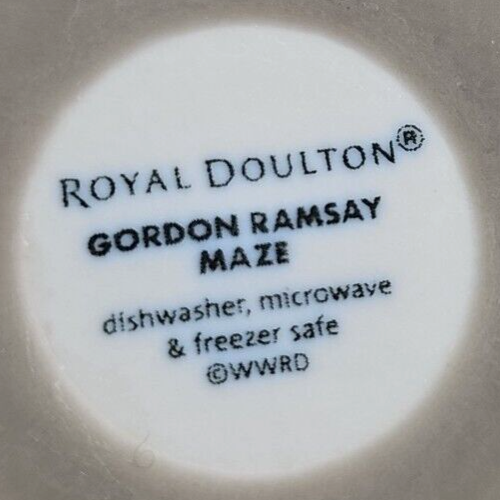 ROYAL DOULTON®
GORDON RAMSAY
MAZE
dishwasher, microwave
& freezer safe
©WWRD